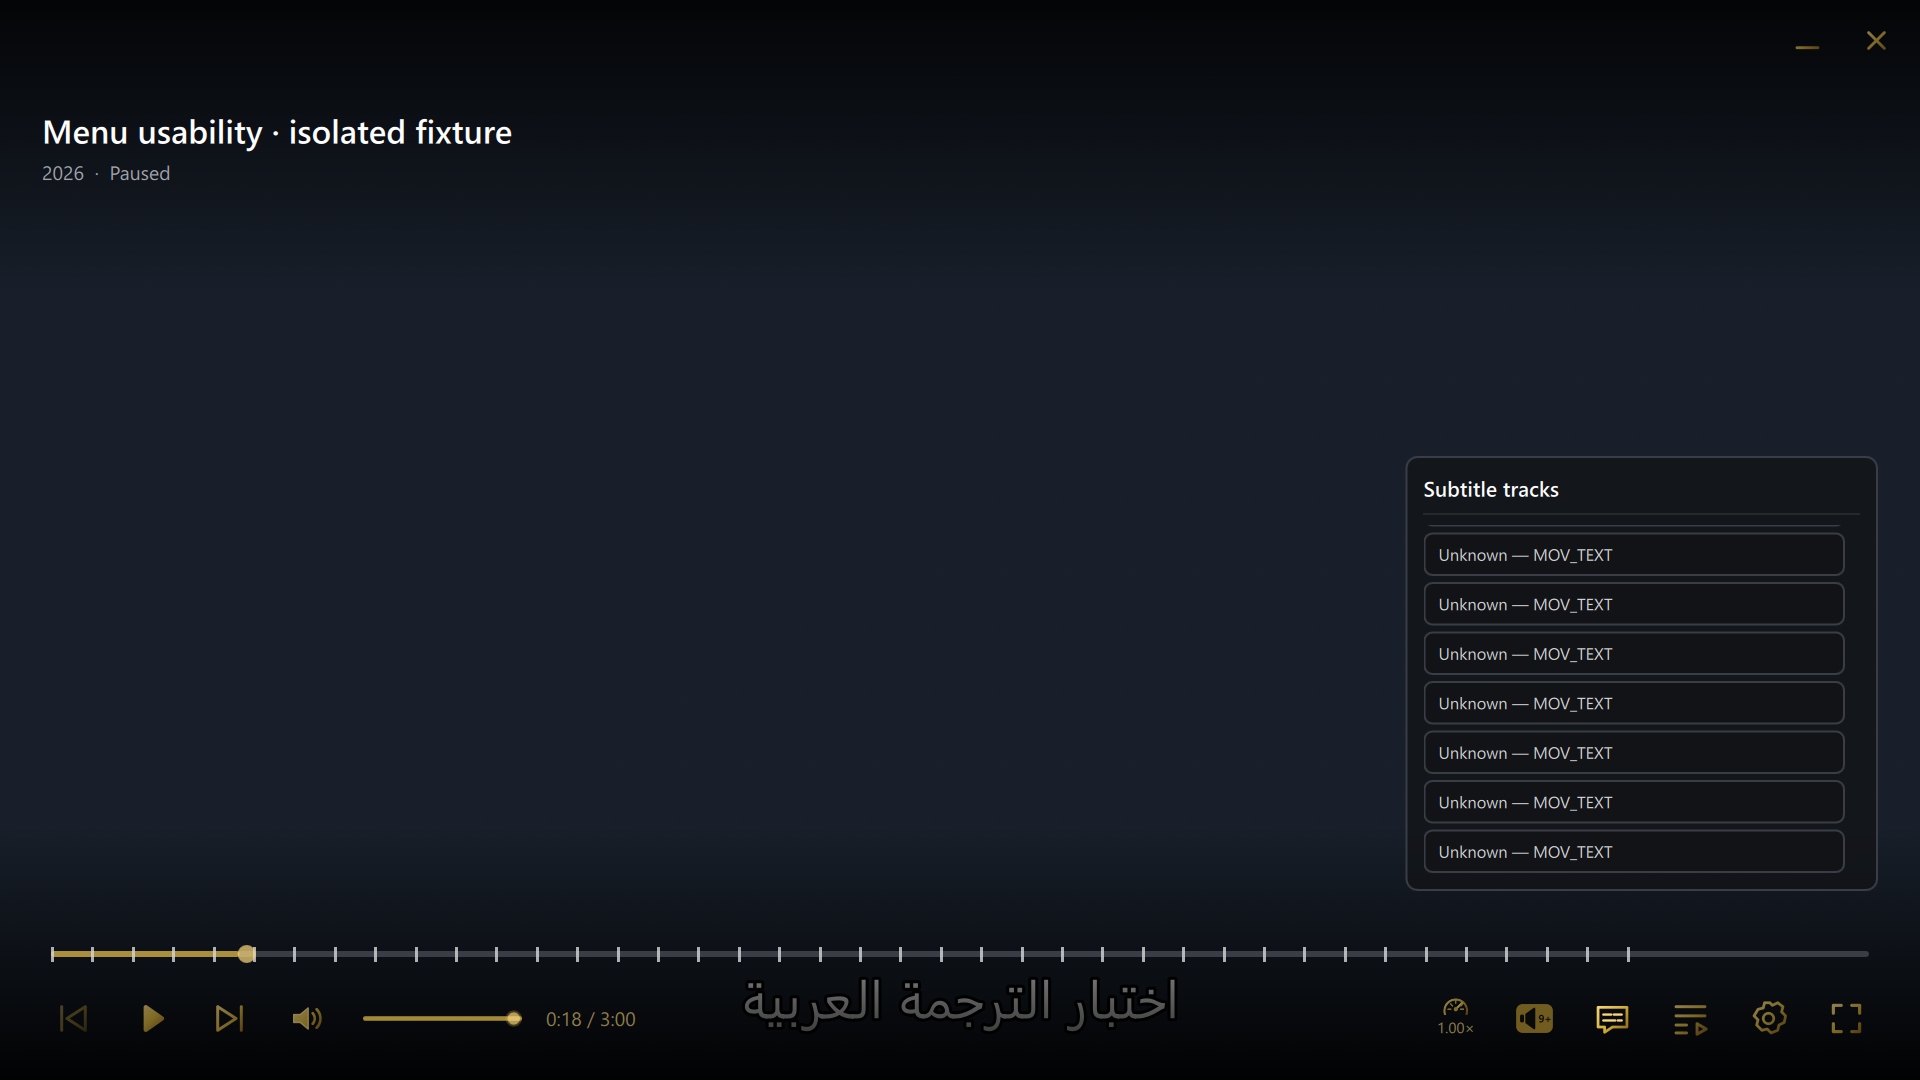 Menu usability · isolated fixture
2026 · Paused
Subtitle tracks
Unknown — MOV_TEXT
Unknown — MOV_TEXT
Unknown — MOV_TEXT
Unknown — MOV_TEXT
Unknown — MOV_TEXT
Unknown — MOV_TEXT
Unknown — MOV_TEXT
اختبار الترجمة العربية
0:18 / 3:00
1.00×
9+